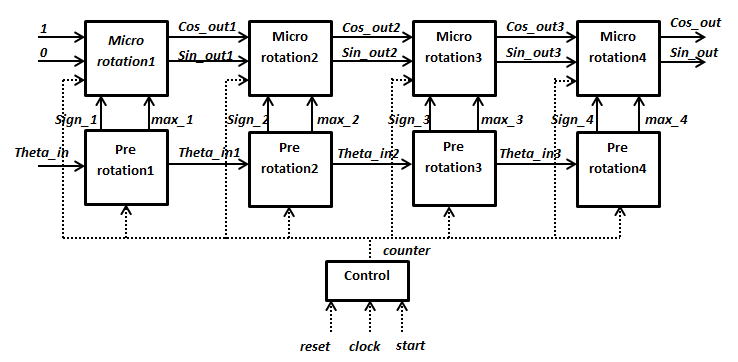 1
0
Micro
rotation1
Cos_out1
Sin_out1
Micro
rotation2
Cos_out2
Sin_out2
Micro
rotation3
Cos_out3
Sin_out3
Micro
rotation4
Cos_out
Sin_out
Sign_1
max_1
Sign_2
max_2
Sign_3
max_3
Sign_4
max_4
Theta_in
Pre
rotation1
Theta_in1
Pre
rotation2
Theta_in2
Pre
rotation3
Theta_in3
Pre
rotation4
counter
Control
reset
clock
start